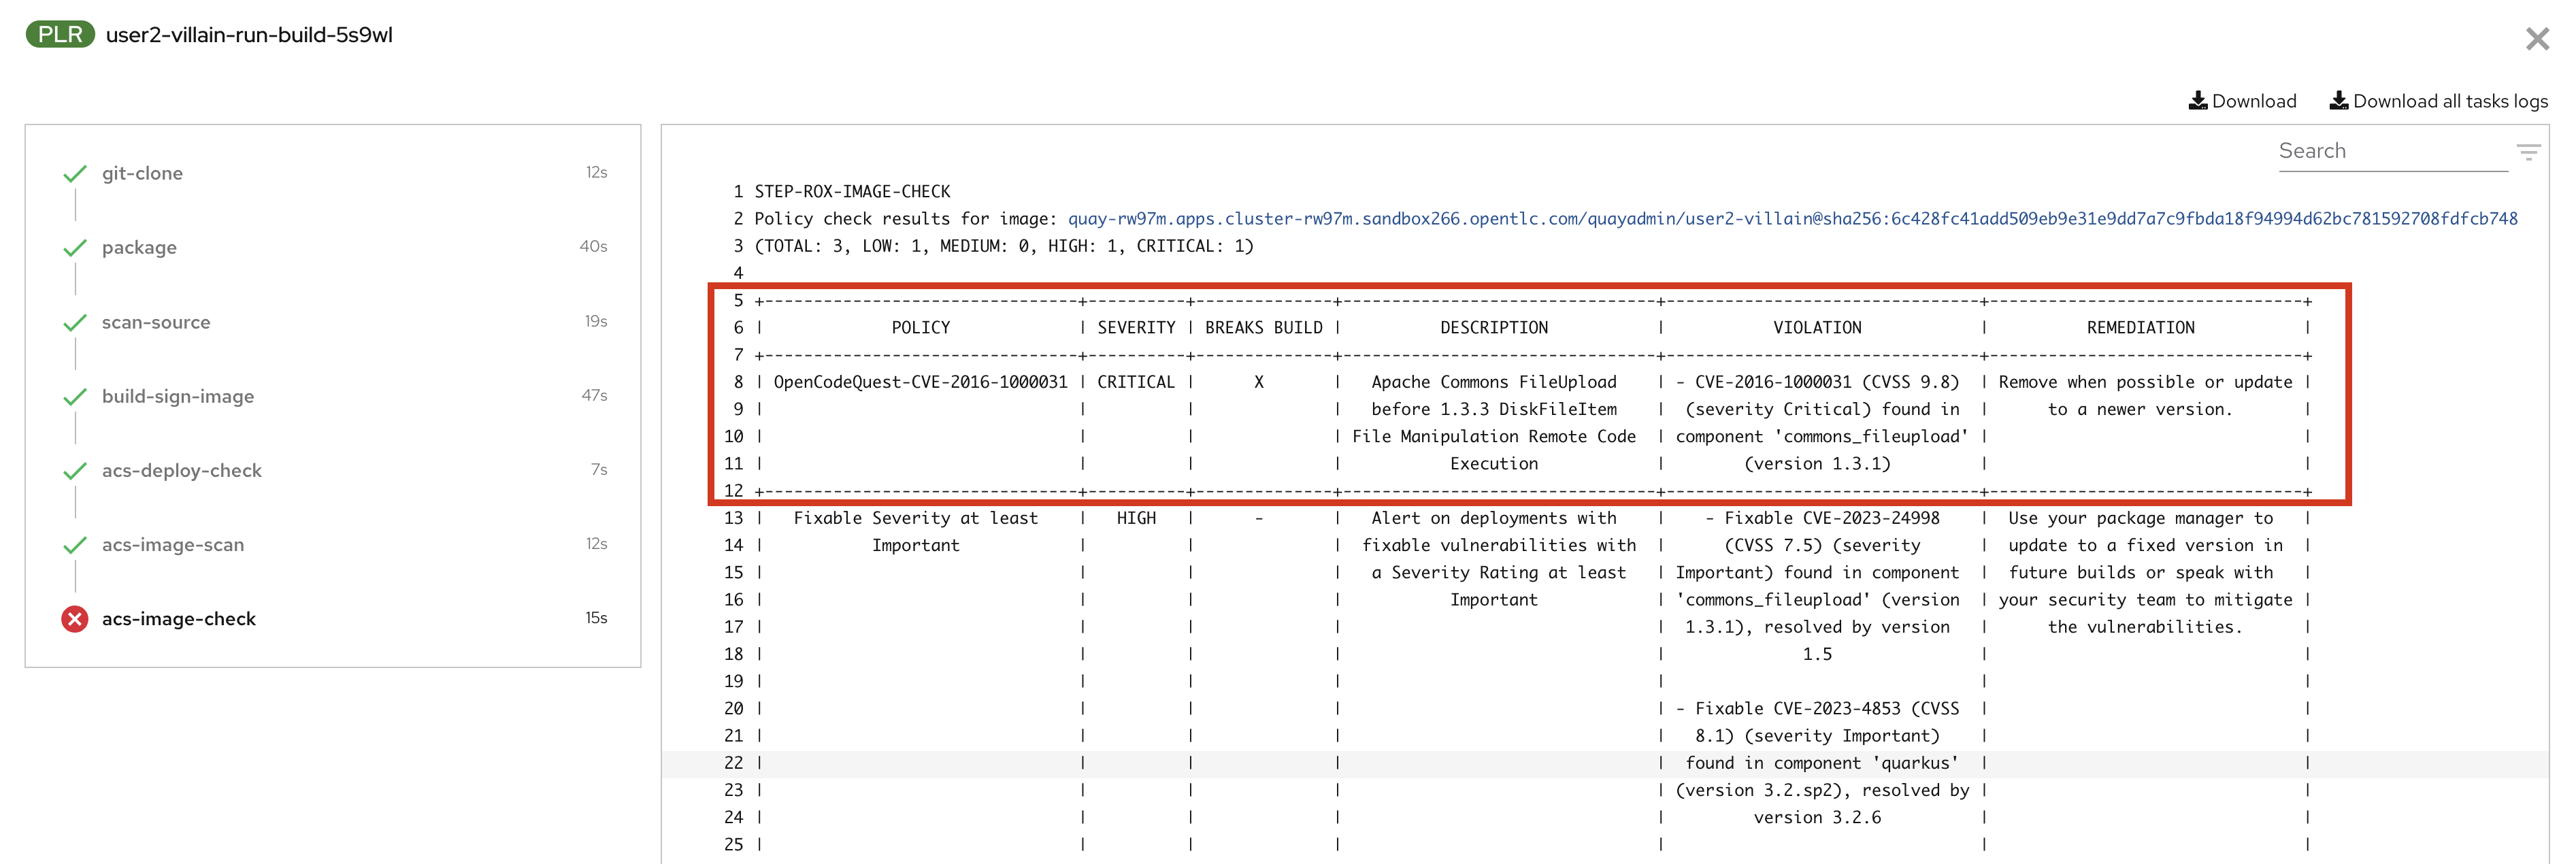 PLR user2-villain-run-build-5s9wl
Download Download all tasks logs
git-clone 12s
package 40s
scan-source 19s
build-sign-image 47s
acs-deploy-check 7s
acs-image-scan 12s
acs-image-check 15s
Search
1 STEP-ROX-IMAGE-CHECK
2 Policy check results for image: quay-rw97m.apps.cluster-rw97m.sandbox266.opentlc.com/quayadmin/user2-villain@sha256:6c428fc41add509eb9e31e9dd7a7c9fbda18f94994d62bc781592708fdfcb748
3 (TOTAL: 3, LOW: 1, MEDIUM: 0, HIGH: 1, CRITICAL: 1)
4
5 +--------------------------------+----------+--------------+--------------------------------+--------------------------------+--------------------------------+
6 | POLICY | SEVERITY | BREAKS BUILD | DESCRIPTION | VIOLATION | REMEDIATION |
7 +--------------------------------+----------+--------------+--------------------------------+--------------------------------+--------------------------------+
8 | OpenCodeQuest-CVE-2016-1000031 | CRITICAL | X | Apache Commons FileUpload | - CVE-2016-1000031 (CVSS 9.8) | Remove when possible or update |
9 | | | | before 1.3.3 DiskFileItem | (severity Critical) found in | to a newer version. |
10 | | | | File Manipulation Remote Code | component 'commons_fileupload' | |
11 | | | | Execution | (version 1.3.1) | |
12 +--------------------------------+----------+--------------+--------------------------------+--------------------------------+--------------------------------+
13 | Fixable Severity at least | HIGH | - | Alert on deployments with | - Fixable CVE-2023-24998 | Use your package manager to |
14 | Important | | | fixable vulnerabilities with | (CVSS 7.5) (severity | update to a fixed version in |
15 | | | | a Severity Rating at least | Important) found in component | future builds or speak with |
16 | | | | Important | 'commons_fileupload' (version | your security team to mitigate |
17 | | | | | 1.3.1), resolved by version | the vulnerabilities. |
18 | | | | | 1.5 | |
19 | | | | | | |
20 | | | | | - Fixable CVE-2023-4853 (CVSS | |
21 | | | | | 8.1) (severity Important) | |
22 | | | | | found in component 'quarkus' | |
23 | | | | | (version 3.2.sp2), resolved by | |
24 | | | | | version 3.2.6 | |
25 | | | | | | |